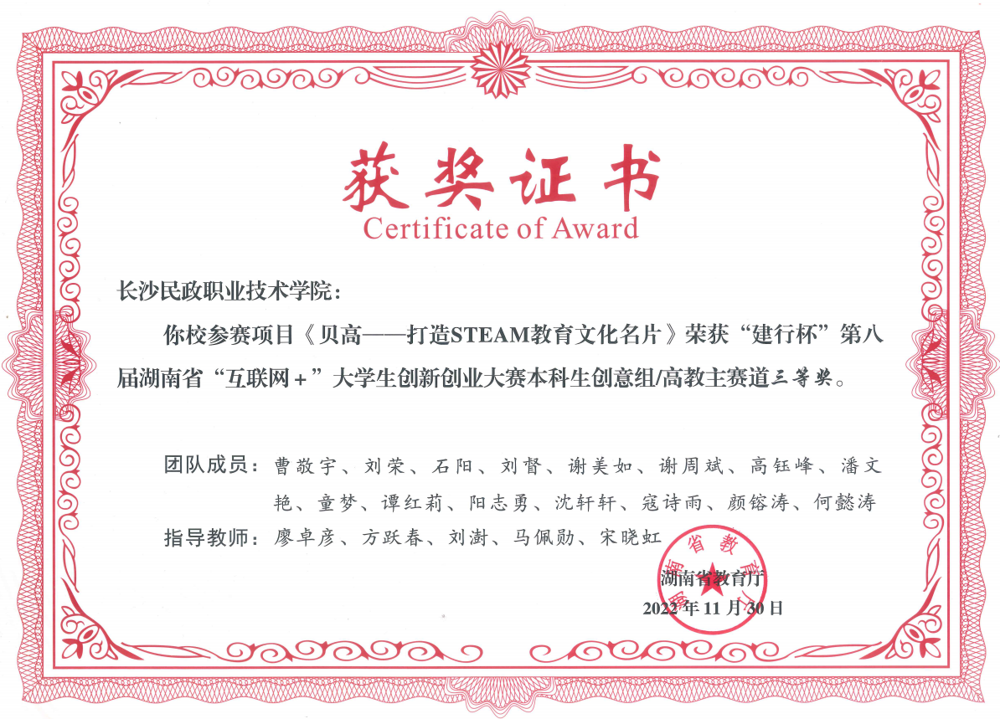 获奖证书
Certificate of Award
长沙民政职业技术学院：
你校参赛项目《贝高——打造STEAM教育文化名片》荣获“建行杯”第八
届湖南省“互联网+”大学生创新创业大赛本科生创意组/高教主赛道三等奖。
团队成员：曹敬宇、刘荣、石阳、刘督、谢美如、谢周斌、高钰峰、潘文
艳、童梦、谭红莉、阳志勇、沈轩轩、寇诗雨、颜镕涛、何懿涛
指导教师：廖卓彦、方跃春、刘澍、马佩勋、宋晓虹
湖南省教育厅
湖南省教育厅
2022年11月30日